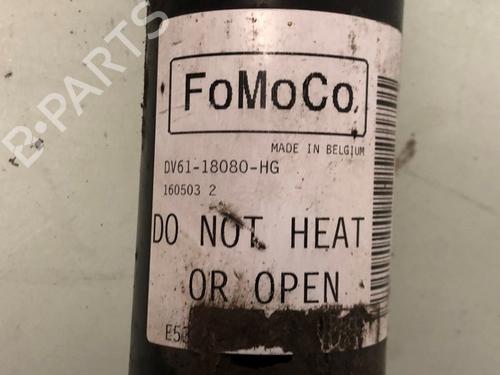 B-PARTS
FoMoCo
MADE IN BELGIUM
DV61-18080-HG
160503 2
DO NOT HEAT
OR OPEN